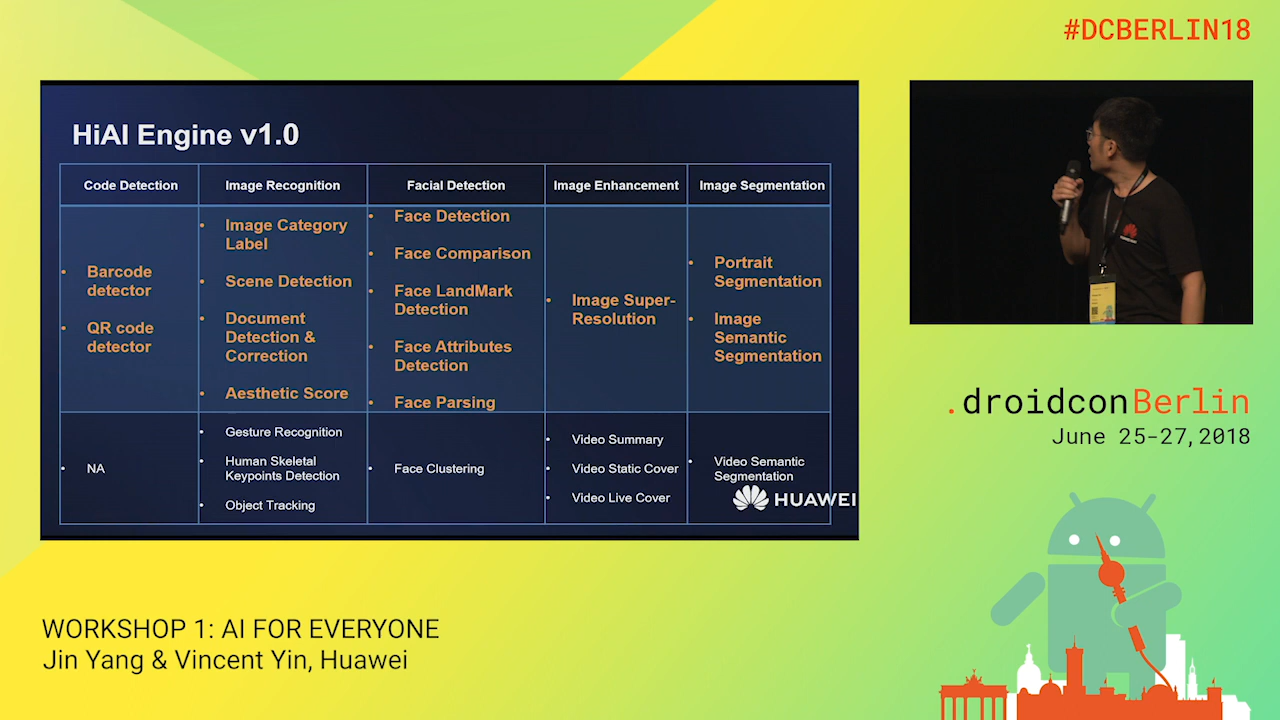 #DCBERLIN18
HiAI Engine v1.0
Code Detection
Image Recognition
Facial Detection
Image Enhancement
Image Segmentation
• Barcode
detector
• QR code
detector
• Image Category
Label
• Scene Detection
• Document
Detection &
Correction
• Aesthetic Score
• Face Detection
• Face Comparison
• Face LandMark
Detection
• Face Attributes
Detection
• Face Parsing
• Image Super-
Resolution
• Portrait
Segmentation
• Image
Semantic
Segmentation
• NA
• Gesture Recognition
• Human Skeletal
Keypoints Detection
• Object Tracking
• Face Clustering
• Video Summary
• Video Static Cover
• Video Live Cover
• Video Semantic
Segmentation
HUAWEI
.droidconBerlin
June 25-27, 2018
WORKSHOP 1: AI FOR EVERYONE
Jin Yang & Vincent Yin, Huawei